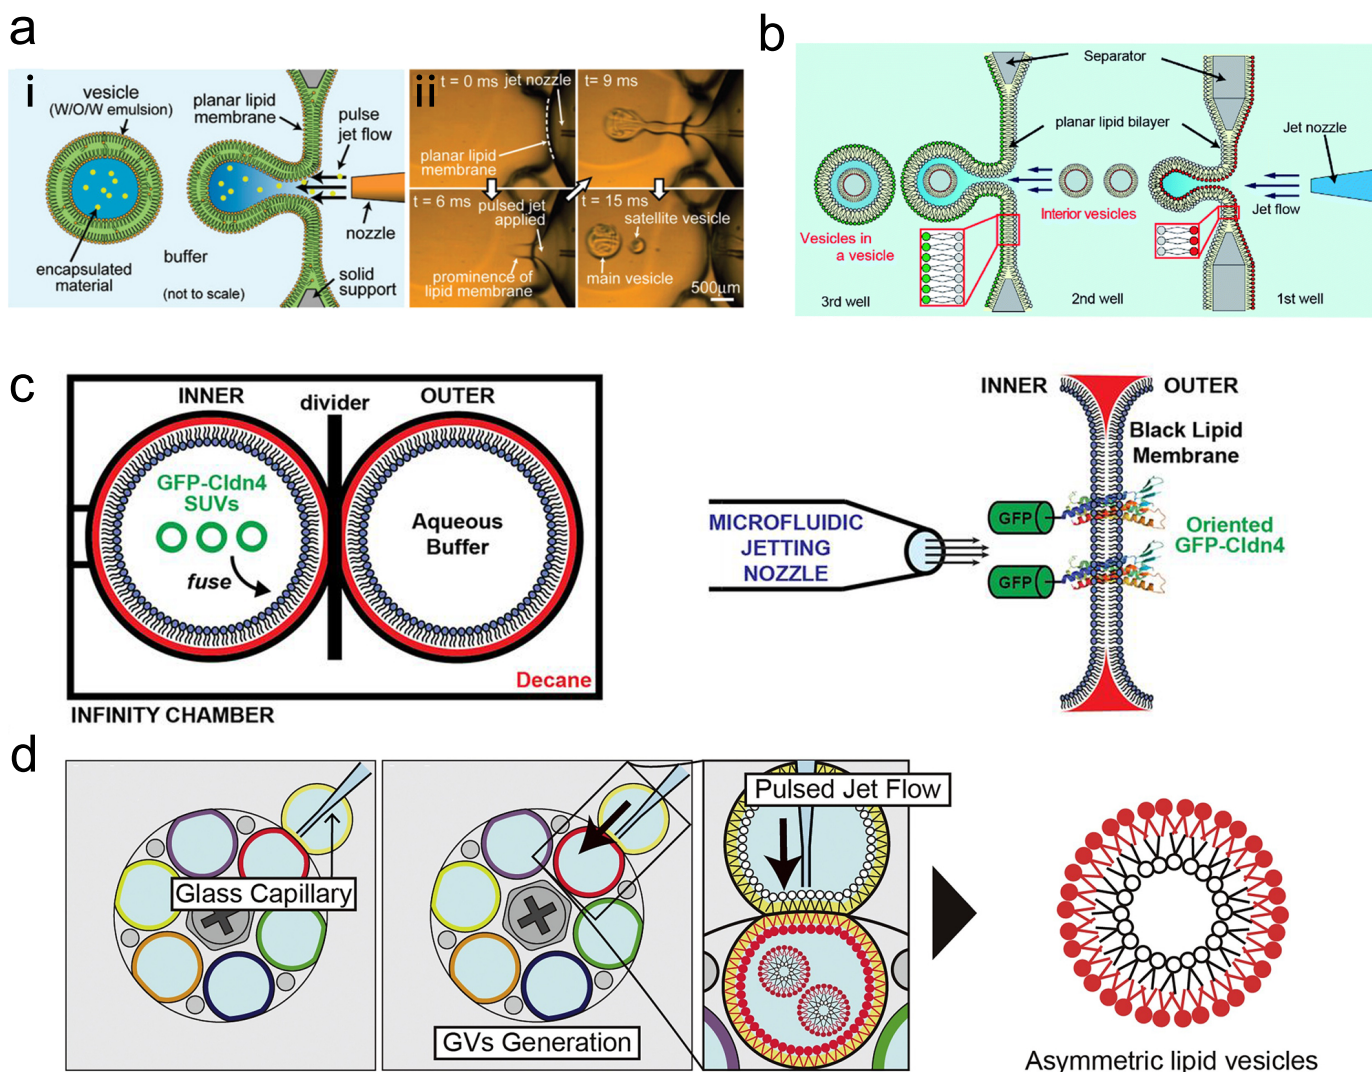 a
i
vesicle
(W/O/W emulsion)
planar lipid
membrane
pulse
jet flow
nozzle
encapsulated
material
buffer
(not to scale)
solid
support
ii
t = 0 ms
jet nozzle
planar lipid
membrane
t= 9 ms
t = 6 ms
pulsed jet
applied
prominence of
lipid membrane
t = 15 ms
satellite vesicle
main vesicle
500μm
b
Separator
planar lipid bilayer
Jet nozzle
Interior vesicles
Jet flow
Vesicles in
a vesicle
3rd well
2nd well
1st well
c
INNER
divider
OUTER
GFP-Cldn4
SUVs
fuse
Aqueous
Buffer
Decane
INFINITY CHAMBER
INNER
OUTER
Black Lipid
Membrane
MICROFLUIDIC
JETTING
NOZZLE
GFP
GFP
Oriented
GFP-Cldn4
d
Glass Capillary
GVs Generation
Pulsed Jet Flow
Asymmetric lipid vesicles